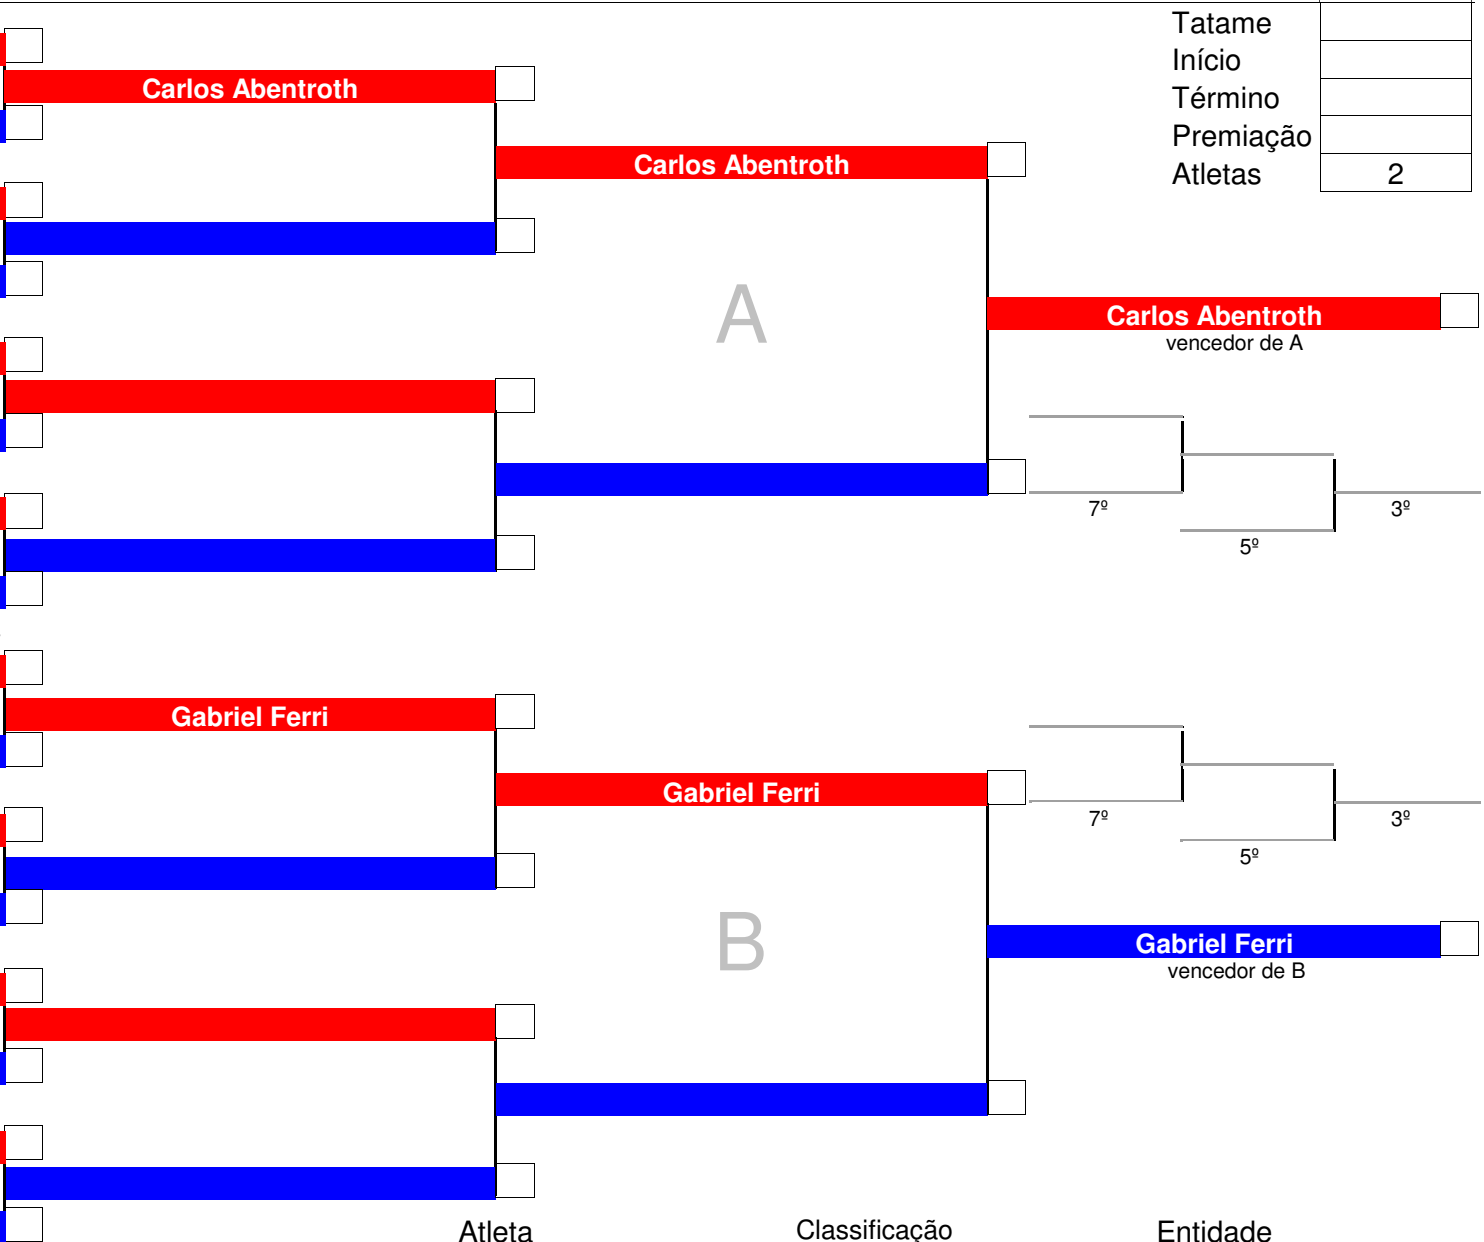 Tatame
Início
Término
Premiação
Atletas 2
Carlos Abentroth
Carlos Abentroth
A
Carlos Abentroth
vencedor de A
7º
3º
5º
Gabriel Ferri
Gabriel Ferri
7º
3º
5º
B
Gabriel Ferri
vencedor de B
Atleta Classificação Entidade